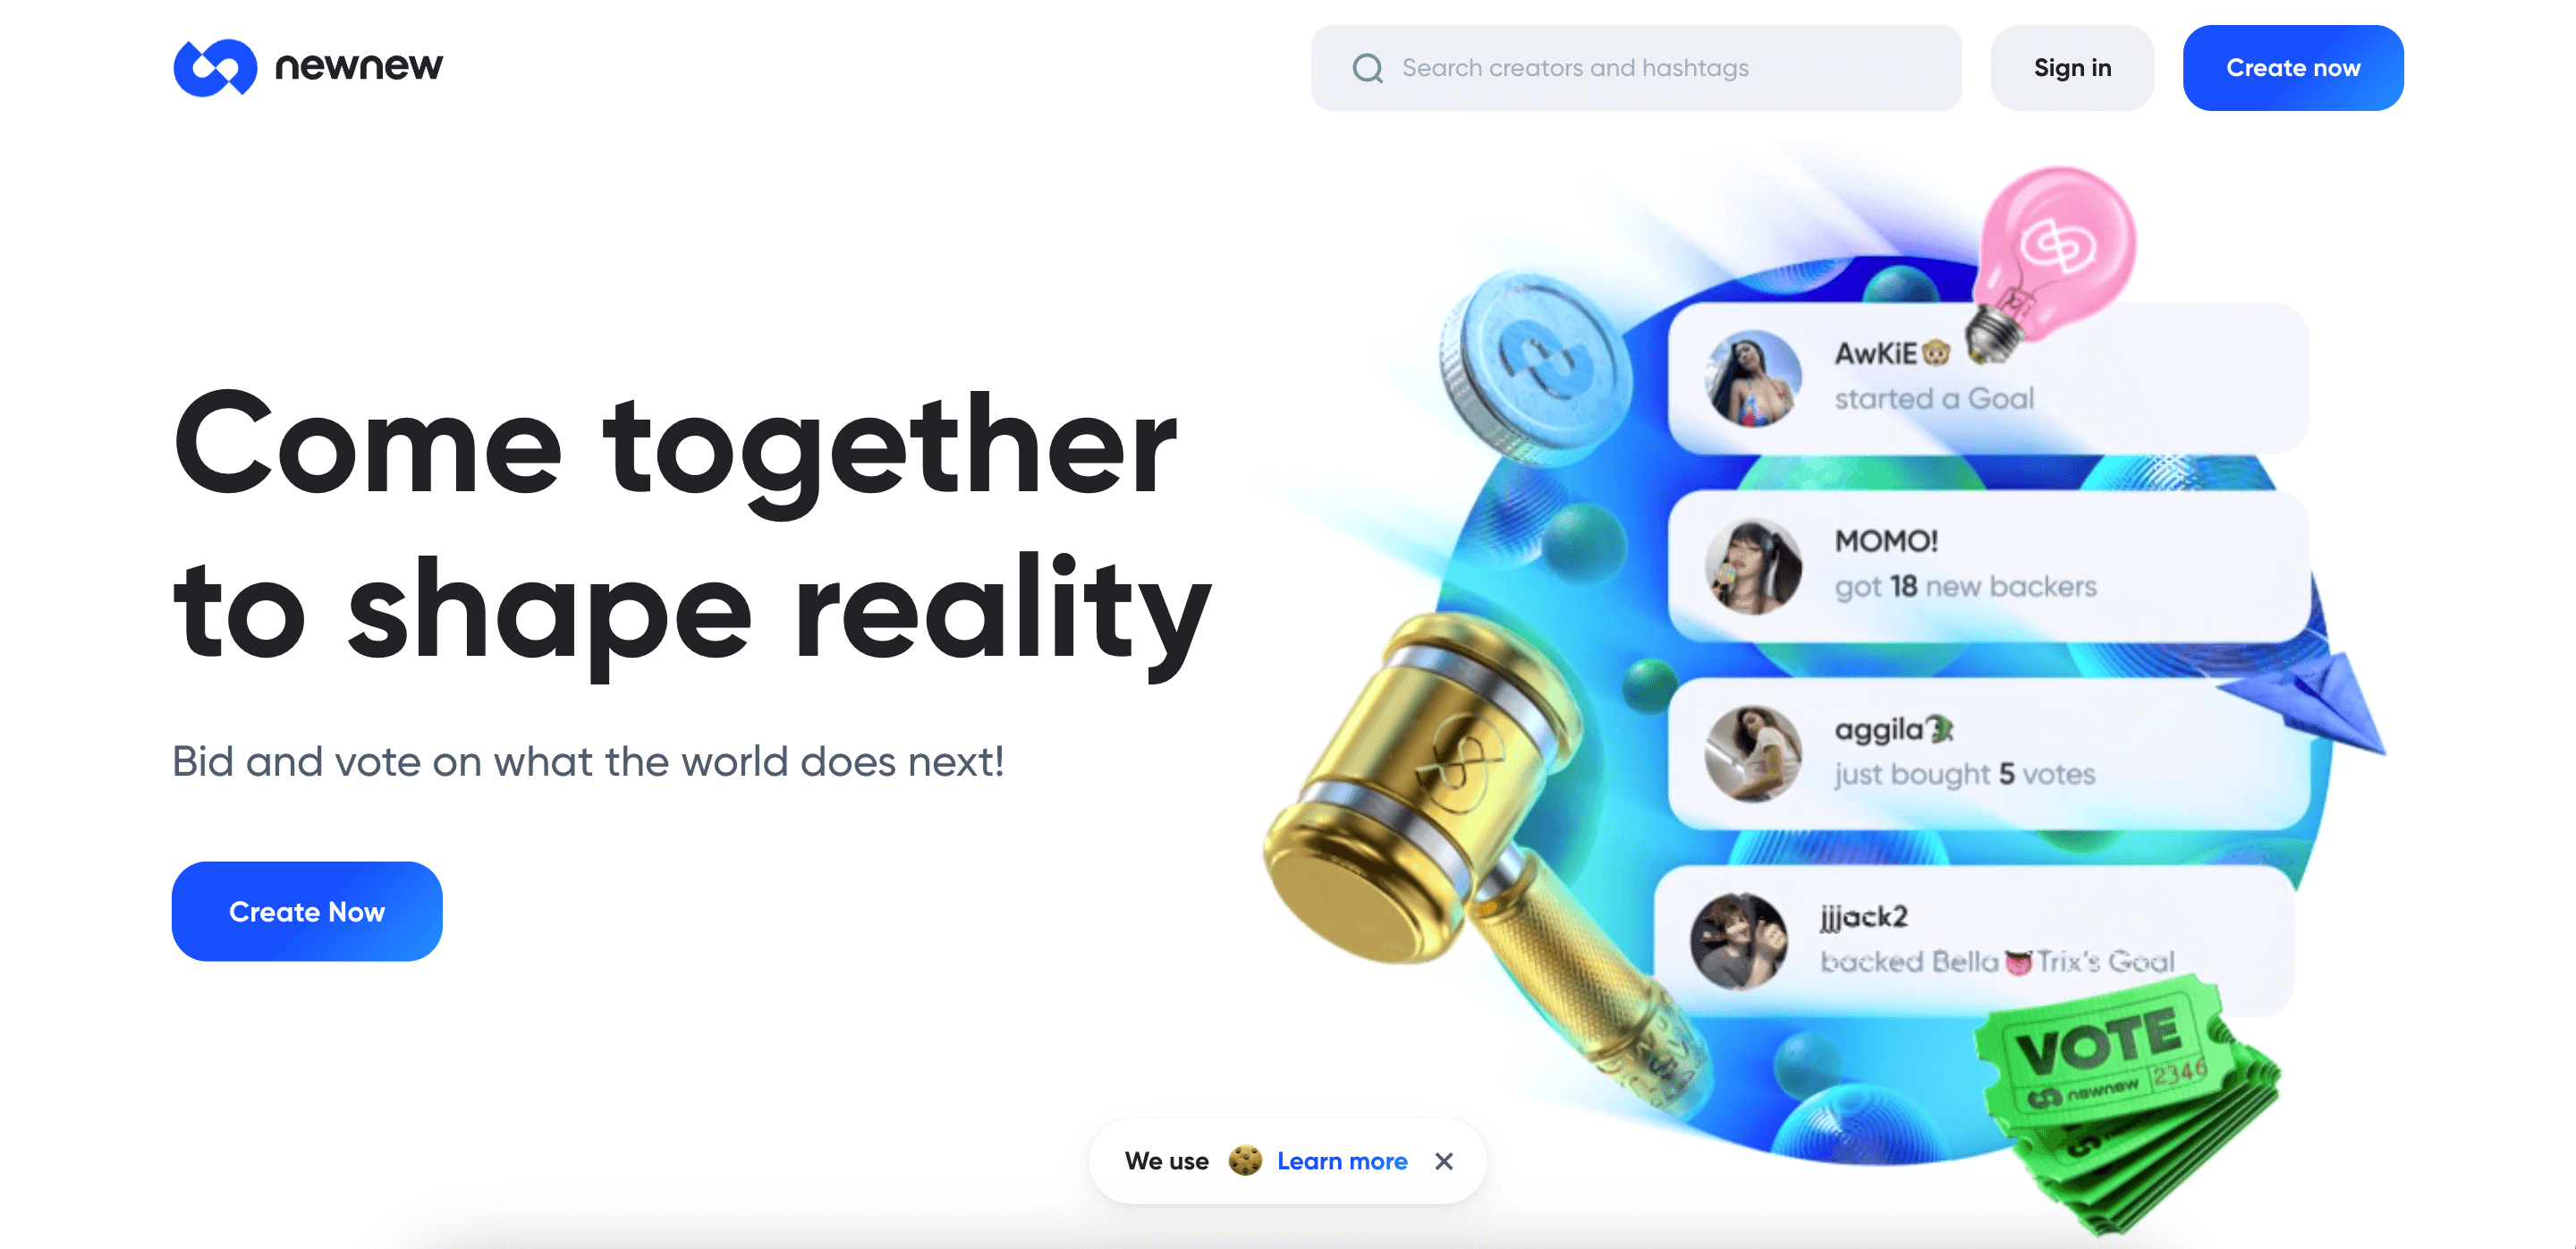 newnew
Search creators and hashtags
Sign in
Create now
Come together
to shape reality
Bid and vote on what the world does next!
Create Now
AwKiE🐵
started a Goal
MOMO!
got 18 new backers
aggila🐊
just bought 5 votes
jjjack2
backed Bella👅Trix's Goal
VOTE
newnew 2346
We use 🍪 Learn more ✕